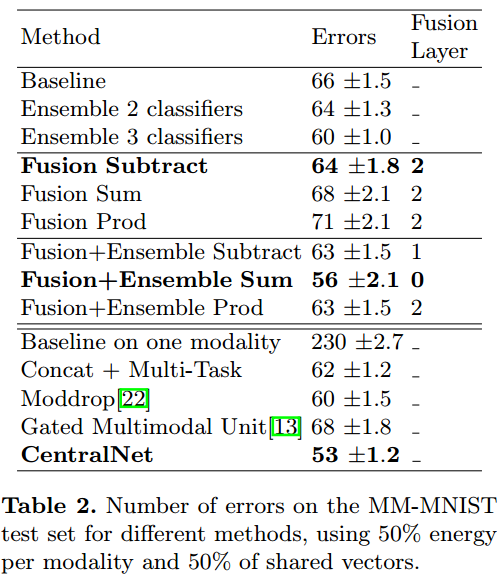 Method Errors Fusion Layer
Baseline 66 ±1.5 -
Ensemble 2 classifiers 64 ±1.3 -
Ensemble 3 classifiers 60 ±1.0 -
Fusion Subtract 64 ±1.8 2
Fusion Sum 68 ±2.1 2
Fusion Prod 71 ±2.1 2
Fusion+Ensemble Subtract 63 ±1.5 1
Fusion+Ensemble Sum 56 ±2.1 0
Fusion+Ensemble Prod 63 ±1.5 2
Baseline on one modality 230 ±2.7 -
Concat + Multi-Task 62 ±1.2 -
Moddrop[22] 60 ±1.5 -
Gated Multimodal Unit[13] 68 ±1.8 -
CentralNet 53 ±1.2 -
Table 2. Number of errors on the MM-MNIST
test set for different methods, using 50% energy
per modality and 50% of shared vectors.